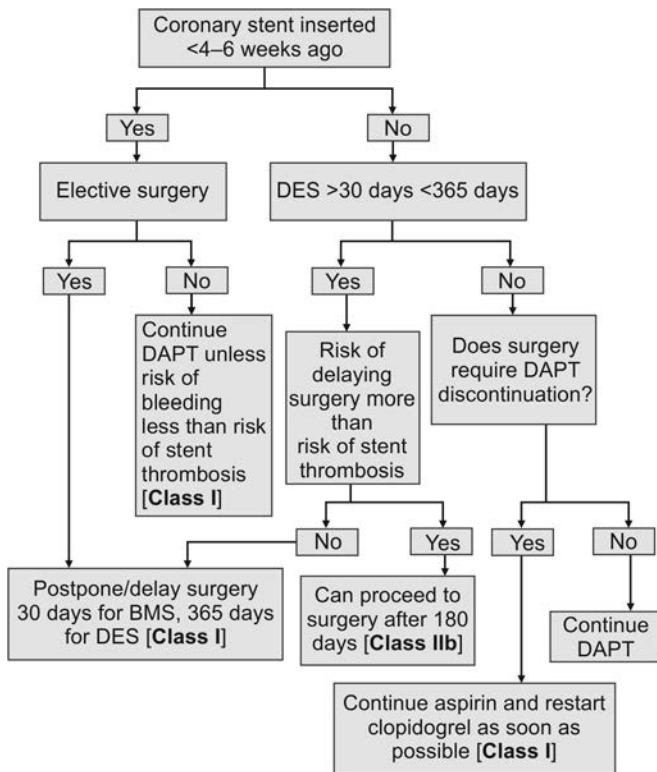 Coronary stent inserted
<4–6 weeks ago
Yes
No
Elective surgery
DES >30 days <365 days
Yes
No
Yes
No
Continue
DAPT unless
risk of
bleeding
less than risk
of stent
thrombosis
[Class I]
Risk of
delaying
surgery more
than
risk of stent
thrombosis
Does surgery
require DAPT
discontinuation?
No
Yes
Yes
No
Postpone/delay surgery
30 days for BMS, 365 days
for DES [Class I]
Can proceed to
surgery after 180
days [Class IIb]
Continue
DAPT
Continue aspirin and restart
clopidogrel as soon as
possible [Class I]